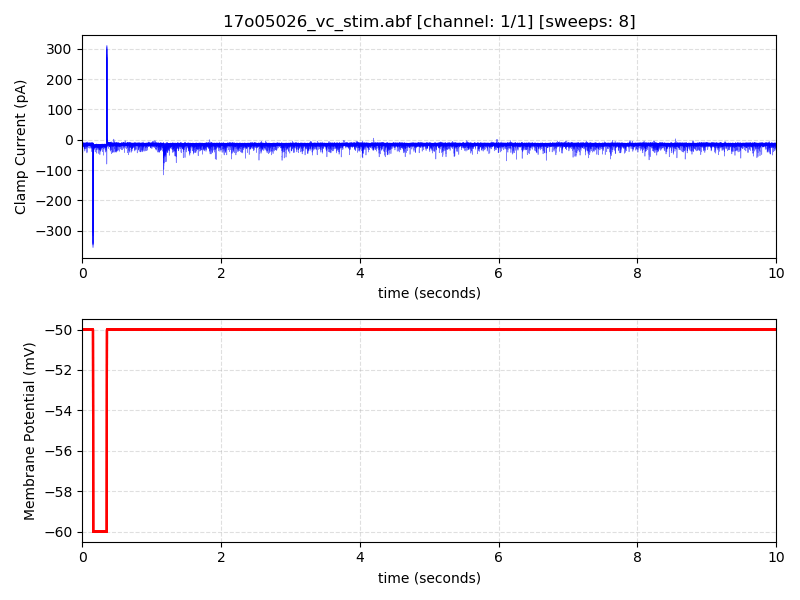 17o05026_vc_stim.abf [channel: 1/1] [sweeps: 8]
Clamp Current (pA)
300
200
100
0
−100
−200
−300
0 2 4 6 8 10
time (seconds)
Membrane Potential (mV)
−50
−52
−54
−56
−58
−60
0 2 4 6 8 10
time (seconds)